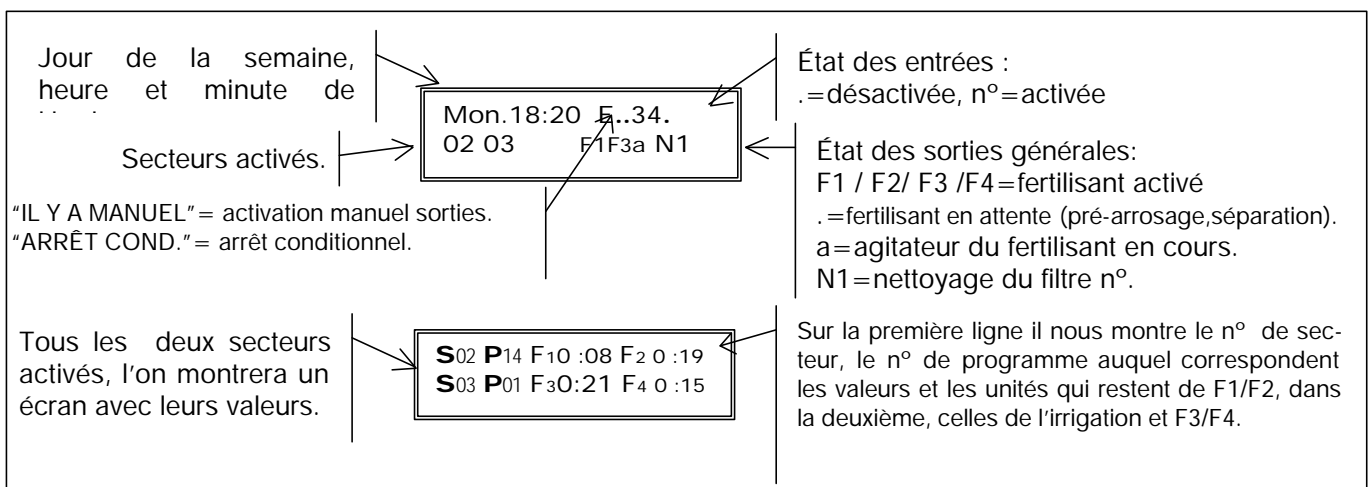 Jour de la semaine,
heure et minute de
Mon.18:20 E..34.
02 03 F1F3a N1
État des entrées :
.=désactivée, nº=activée
Secteurs activés.
État des sorties générales:
F1 / F2/ F3 /F4=fertilisant activé
.=fertilisant en attente (pré-arrosage,séparation).
a=agitateur du fertilisant en cours.
N1=nettoyage du filtre nº.
"IL Y A MANUEL"= activation manuel sorties.
"ARRÊT COND."= arrêt conditionnel.
Tous les deux secteurs
activés, l'on montrera un
écran avec leurs valeurs.
S02 P14 F10 :08 F2 0 :19
S03 P01 F30:21 F4 0 :15
Sur la première ligne il nous montre le nº de sec-
teur, le nº de programme auquel correspondent
les valeurs et les unités qui restent de F1/F2, dans
la deuxième, celles de l'irrigation et F3/F4.